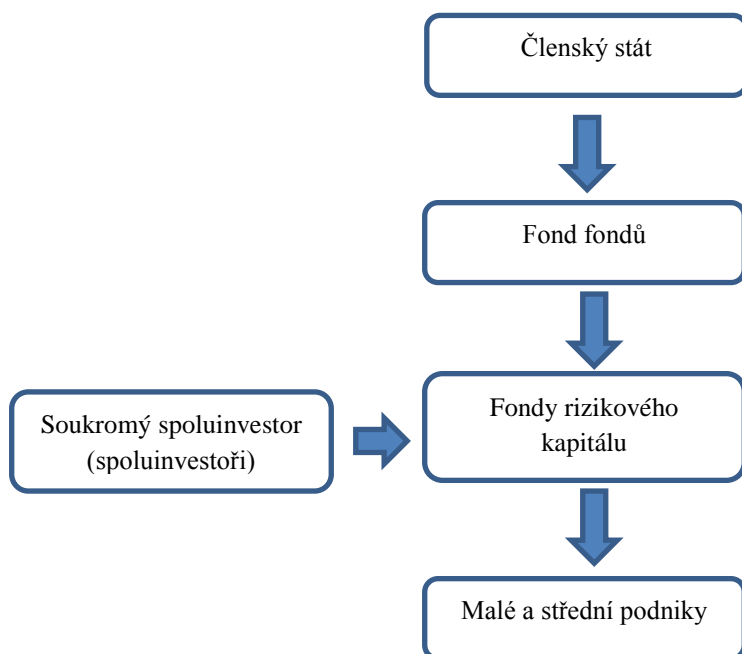 Členský stát
Fond fondů
Soukromý spoluinvestor
(spoluinvestoři)
Fondy rizikového
kapitálu
Malé a střední podniky